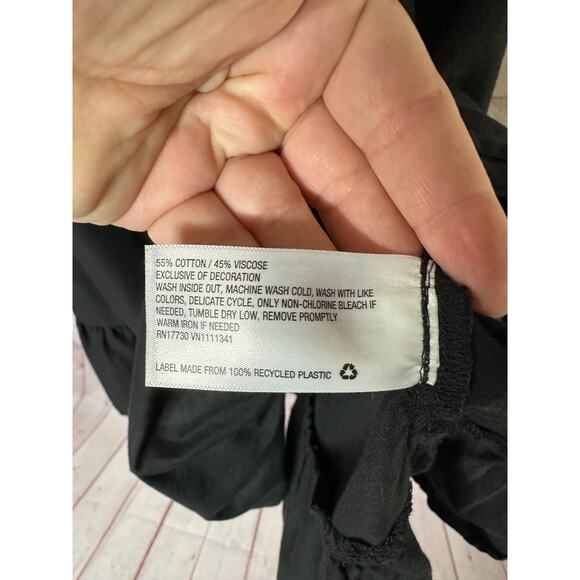 55% COTTON / 45% VISCOSE
EXCLUSIVE OF DECORATION
WASH INSIDE OUT, MACHINE WASH COLD, WASH WITH LIKE
COLORS, DELICATE CYCLE, ONLY NON-CHLORINE BLEACH IF
NEEDED, TUMBLE DRY LOW, REMOVE PROMPTLY
WARM IRON IF NEEDED
RN17730 VN1111341
LABEL MADE FROM 100% RECYCLED PLASTIC